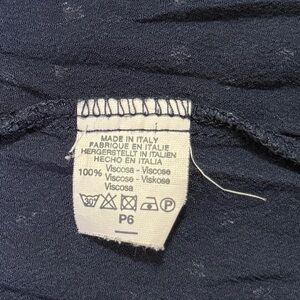 MADE IN ITALY
FABRIQUE EN ITALIE
HERGERSTELLT IN ITALIEN
HECHO EN ITALIA
100% Viscosa - Viscose
Viscose - Viskose
Viscosa
30° P
P6